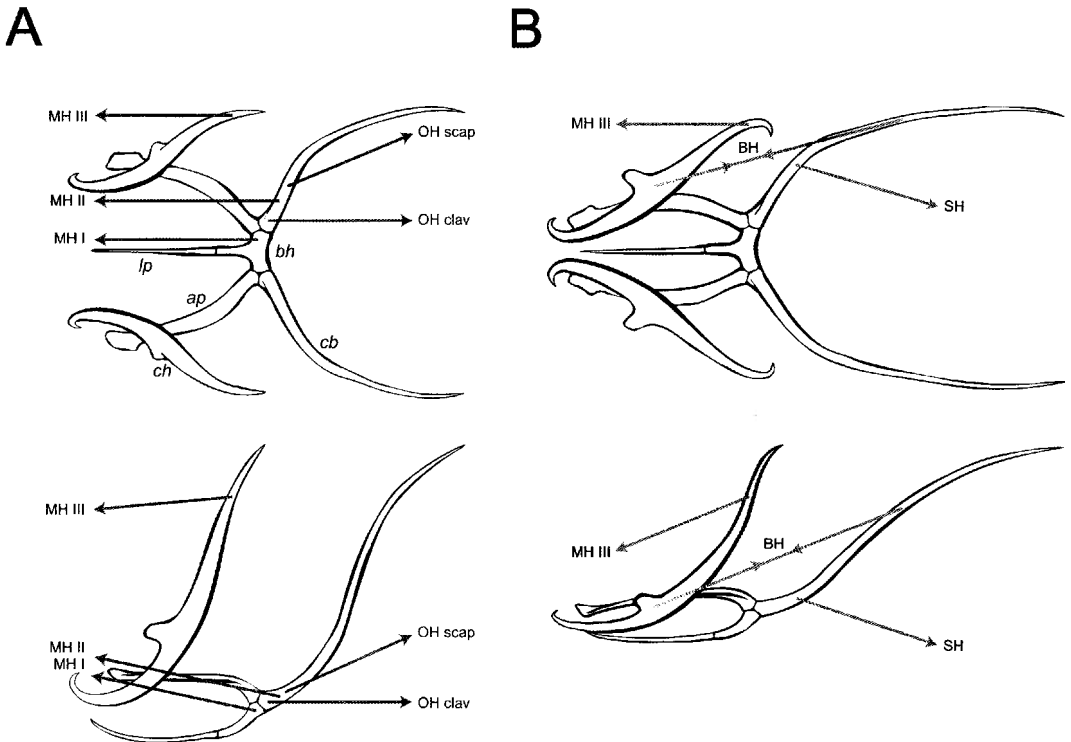 A
MH III
OH scap
MH II
OH clav
MH I
bh
lp
ap
cb
ch
MH III
OH scap
MH II
MH I
OH clav
B
MH III
BH
SH
BH
MH III
SH